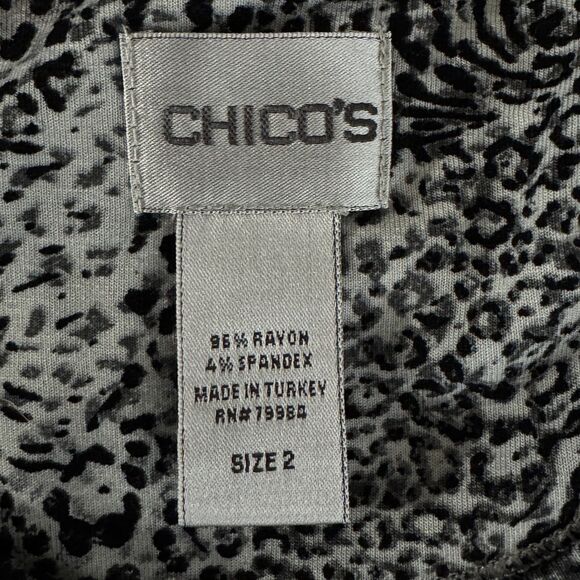 CHICO'S
96% RAYON
4% SPANDEX
MADE IN TURKEY
RN# 79984
SIZE 2